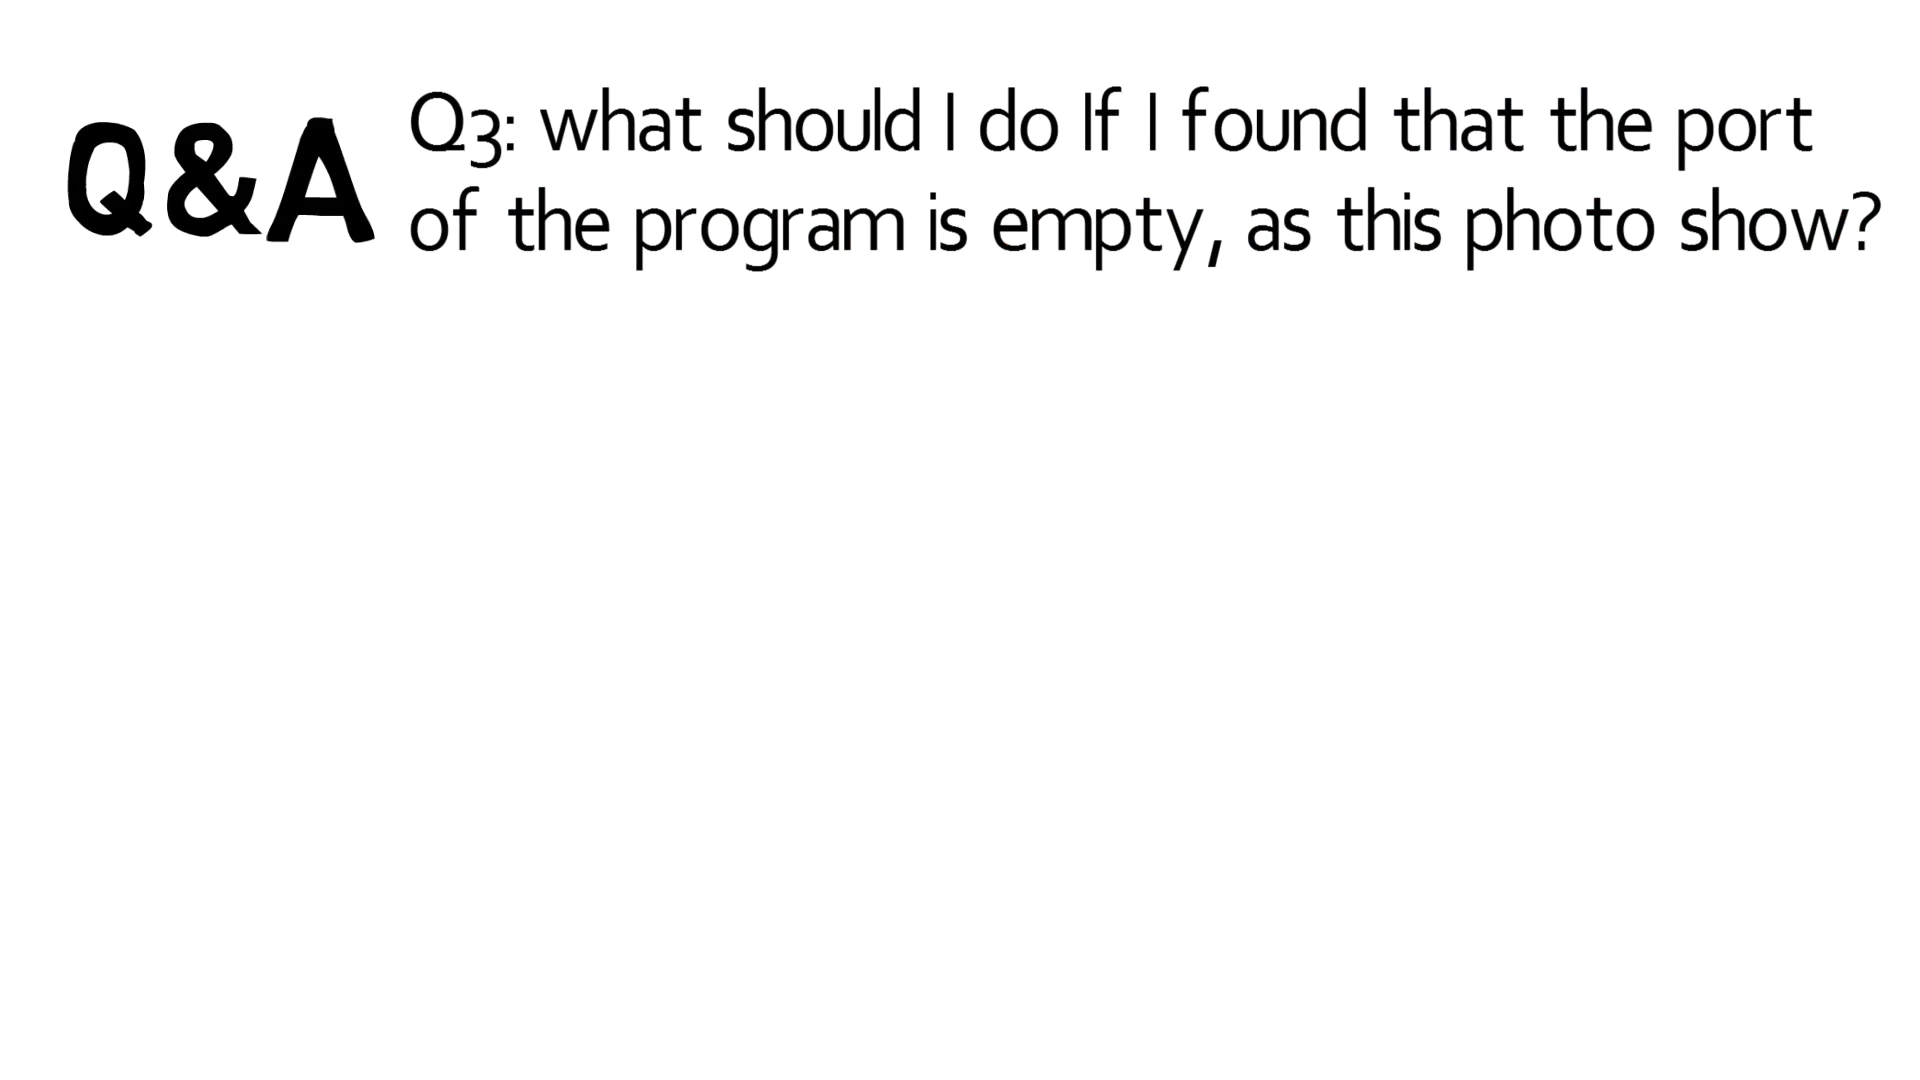 Q&A
Q3: what should I do If I found that the port
of the program is empty, as this photo show?